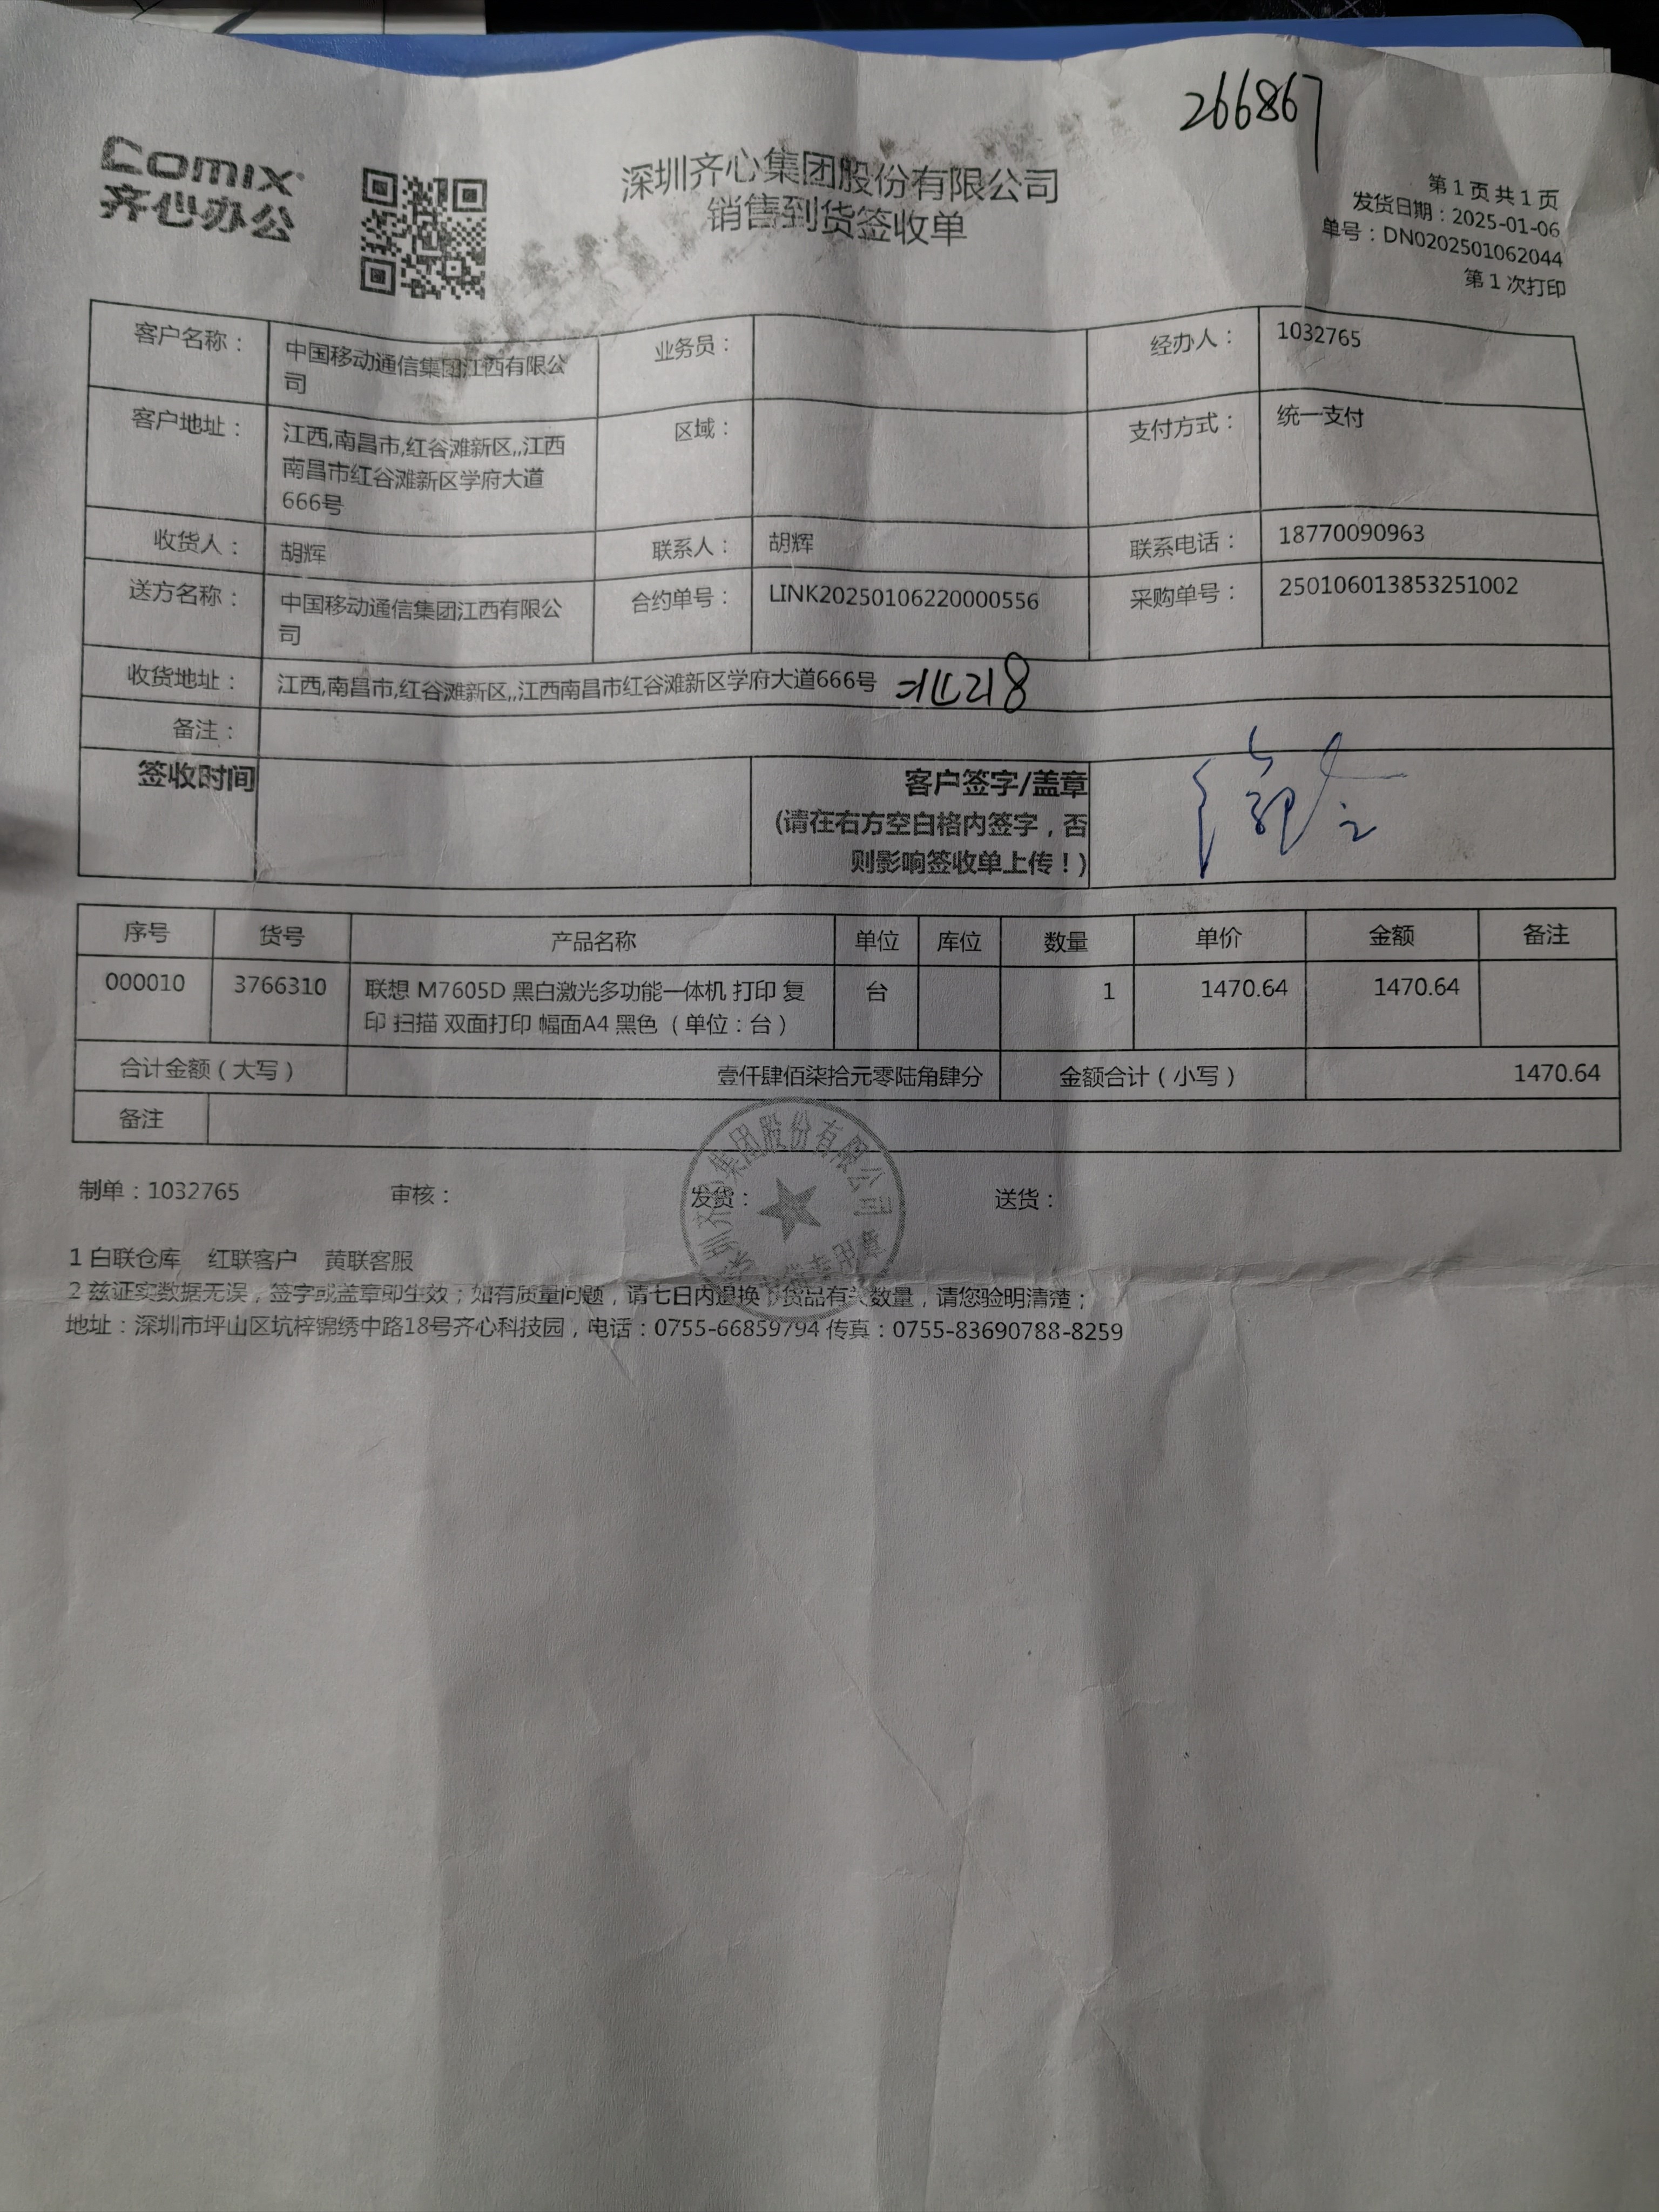 266867
Comix
齐心办公
深圳齐心集团股份有限公司
销售到货签收单
第1页 共1页
发货日期：2025-01-06
单号：DN0202501062044
第1次打印
客户名称： 中国移动通信集团江西有限公司 业务员： 经办人： 1032765
客户地址： 江西,南昌市,红谷滩新区,,江西
南昌市红谷滩新区学府大道
666号 区域： 支付方式： 统一支付
收货人： 胡辉 联系人： 胡辉 联系电话： 18770090963
送方名称： 中国移动通信集团江西有限公司 合约单号： LINK20250106220000556 采购单号： 250106013853251002
收货地址： 江西,南昌市,红谷滩新区,,江西南昌市红谷滩新区学府大道666号 北218
备注：
签收时间 客户签字/盖章
(请在右方空白格内签字，否
则影响签收单上传！)
序号 货号 产品名称 单位 库位 数量 单价 金额 备注
000010 3766310 联想 M7605D 黑白激光多功能一体机 打印 复
印 扫描 双面打印 幅面A4 黑色（单位：台） 台 1 1470.64 1470.64
合计金额（大写） 壹仟肆佰柒拾元零陆角肆分 金额合计（小写） 1470.64
备注
制单：1032765 审核： 发货： 送货：
集团股份有限公司
专用章
1 白联仓库 红联客户 黄联客服
2 兹证实数据无误，签字或盖章即生效；如有质量问题，请七日内退换 货品有 数量，请您验明清楚；
地址：深圳市坪山区坑梓锦绣中路18号齐心科技园，电话：0755-66859794 传真：0755-83690788-8259